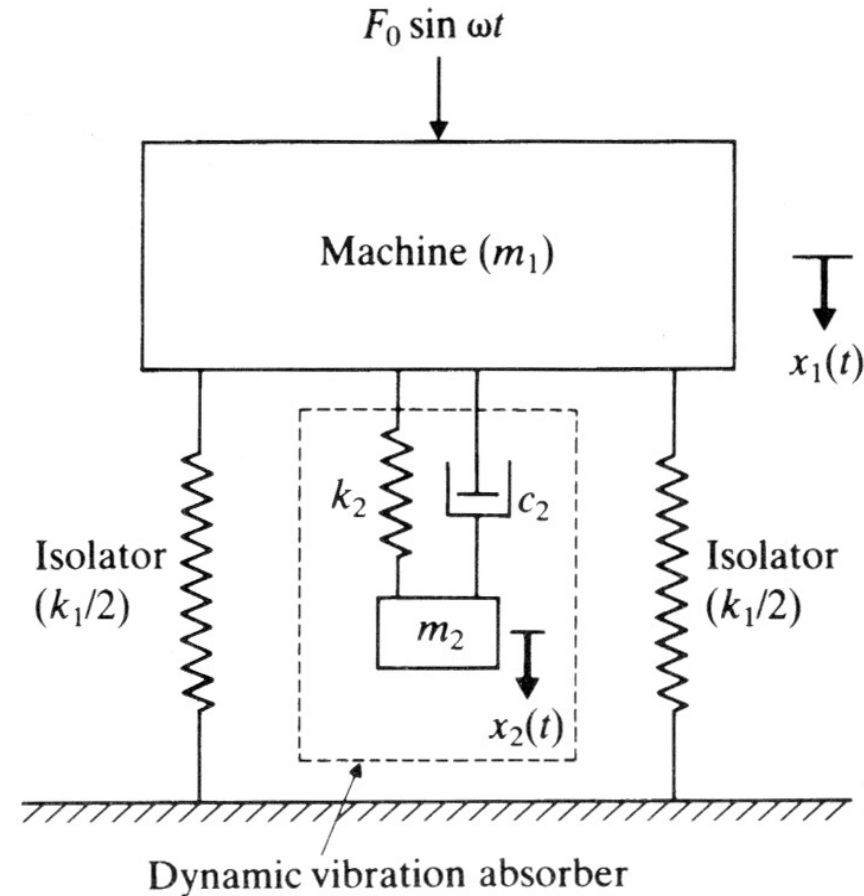 F₀ sin ωt
Machine (m₁)
x₁(t)
k₂
c₂
Isolator
(k₁/2)
Isolator
(k₁/2)
m₂
x₂(t)
Dynamic vibration absorber